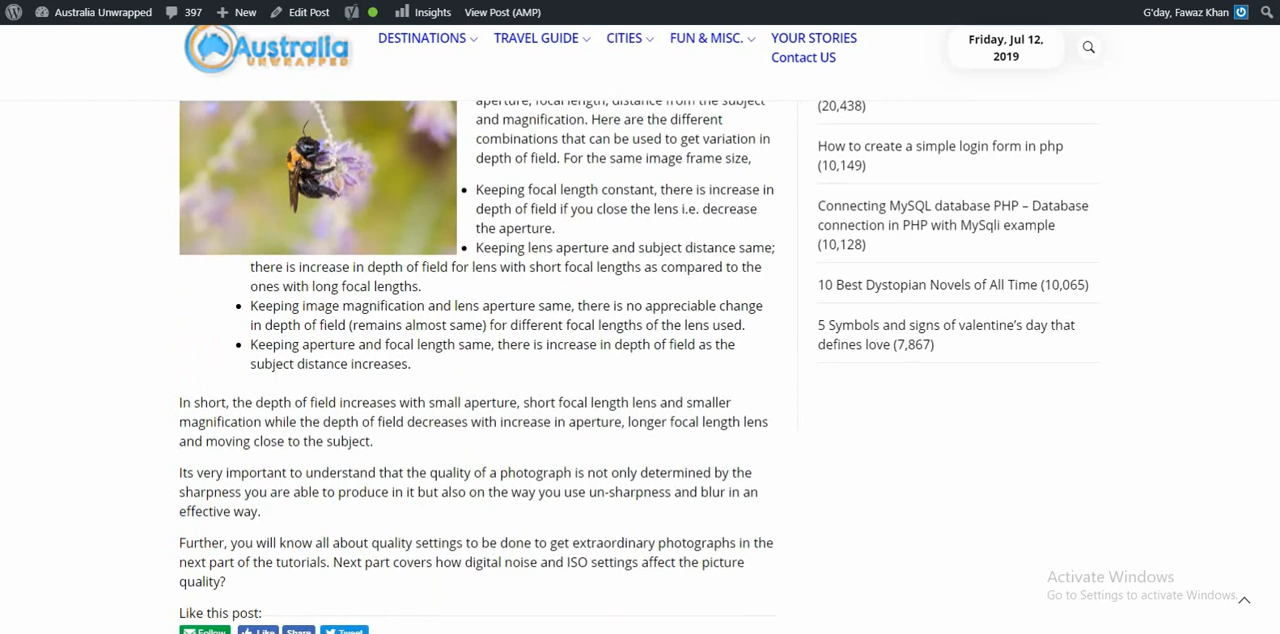 Australia Unwrapped
397
New
Edit Post
Insights
View Post (AMP)
G'day, Fawaz Khan
Australia
UNWRAPPED
DESTINATIONS
TRAVEL GUIDE
CITIES
FUN & MISC.
YOUR STORIES
Contact US
Friday, Jul 12,
2019
aperture, focal length, distance from the subject
and magnification. Here are the different
combinations that can be used to get variation in
depth of field. For the same image frame size,
Keeping focal length constant, there is increase in
depth of field if you close the lens i.e. decrease
the aperture.
Keeping lens aperture and subject distance same;
there is increase in depth of field for lens with short focal lengths as compared to the
ones with long focal lengths.
Keeping image magnification and lens aperture same, there is no appreciable change
in depth of field (remains almost same) for different focal lengths of the lens used.
Keeping aperture and focal length same, there is increase in depth of field as the
subject distance increases.
In short, the depth of field increases with small aperture, short focal length lens and smaller
magnification while the depth of field decreases with increase in aperture, longer focal length lens
and moving close to the subject.
Its very important to understand that the quality of a photograph is not only determined by the
sharpness you are able to produce in it but also on the way you use un-sharpness and blur in an
effective way.
Further, you will know all about quality settings to be done to get extraordinary photographs in the
next part of the tutorials. Next part covers how digital noise and ISO settings affect the picture
quality?
Like this post:
Follow
Like
Share
Tweet
(20,438)
How to create a simple login form in php
(10,149)
Connecting MySQL database PHP – Database
connection in PHP with MySqli example
(10,128)
10 Best Dystopian Novels of All Time (10,065)
5 Symbols and signs of valentine's day that
defines love (7,867)
Activate Windows
Go to Settings to activate Windows.